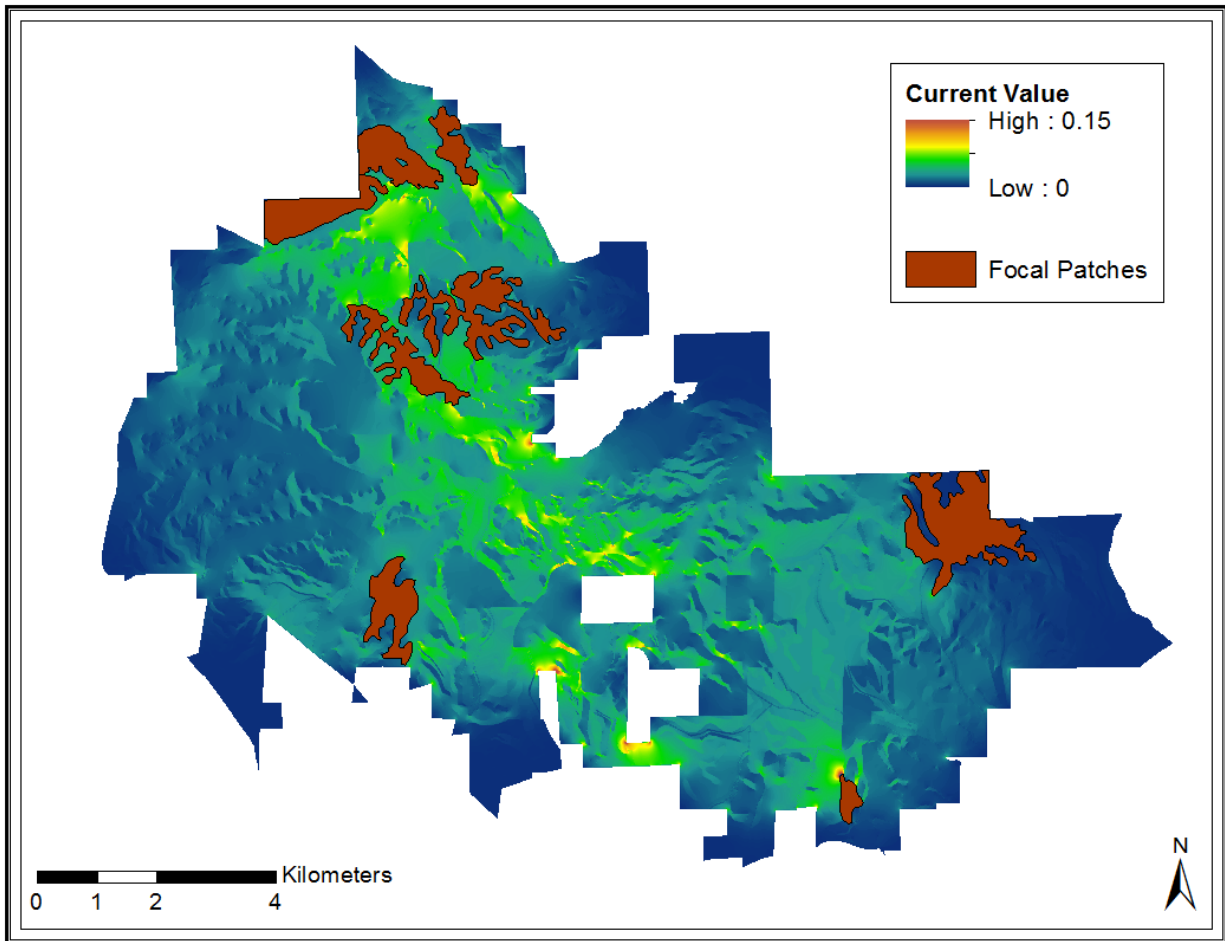 Current Value
High : 0.15
Low : 0
Focal Patches
N
Kilometers
0 1 2 4